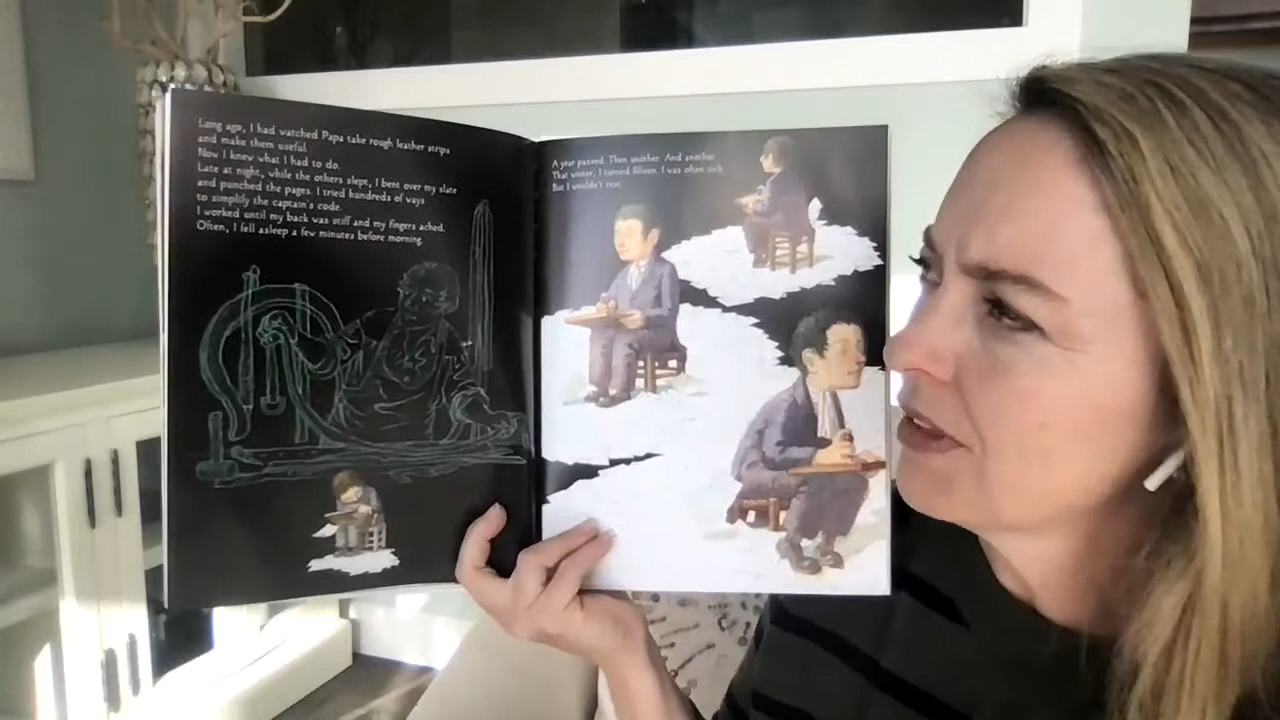 Long ago, I had watched Papa take rough leather strips
and make them useful.
Now I knew what I had to do.
Late at night, while the others slept, I bent over my slate
and punched the pages. I tried hundreds of ways
to simplify the captain's code.
I worked until my back was stiff and my fingers ached.
Often, I fell asleep a few minutes before morning.
A year passed. Then another. And another.
That winter, I turned fifteen. I was often sick.
But I wouldn't rest.